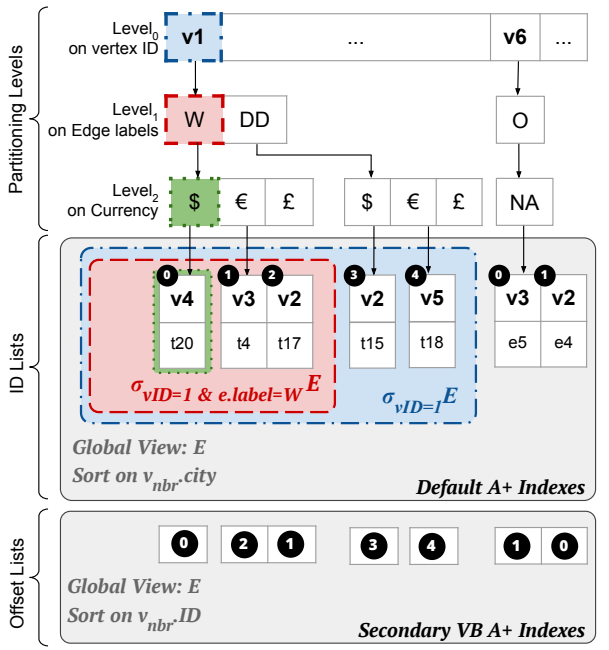 Partitioning Levels
Level0
on vertex ID
v1 ... v6 ...
Level1
on Edge labels
W DD O
Level2
on Currency
$ € £ $ € £ NA
ID Lists
0 1 2 3 4 0 1
v4 v3 v2 v2 v5 v3 v2
t20 t4 t17 t15 t18 e5 e4
σvID=1 & e.label=W E
σvID=1E
Global View: E
Sort on vnbr.city
Default A+ Indexes
Offset Lists
0 2 1 3 4 1 0
Global View: E
Sort on vnbr.ID
Secondary VB A+ Indexes